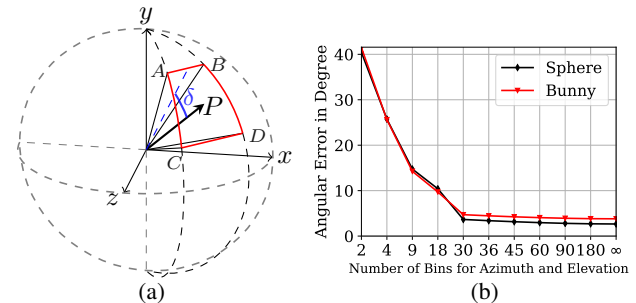 y
A
B
δ
P
D
C
x
z
(a)
Angular Error in Degree
40
30
20
10
0
Sphere
Bunny
2 4 9 18 30 36 45 60 90 180 ∞
Number of Bins for Azimuth and Elevation
(b)